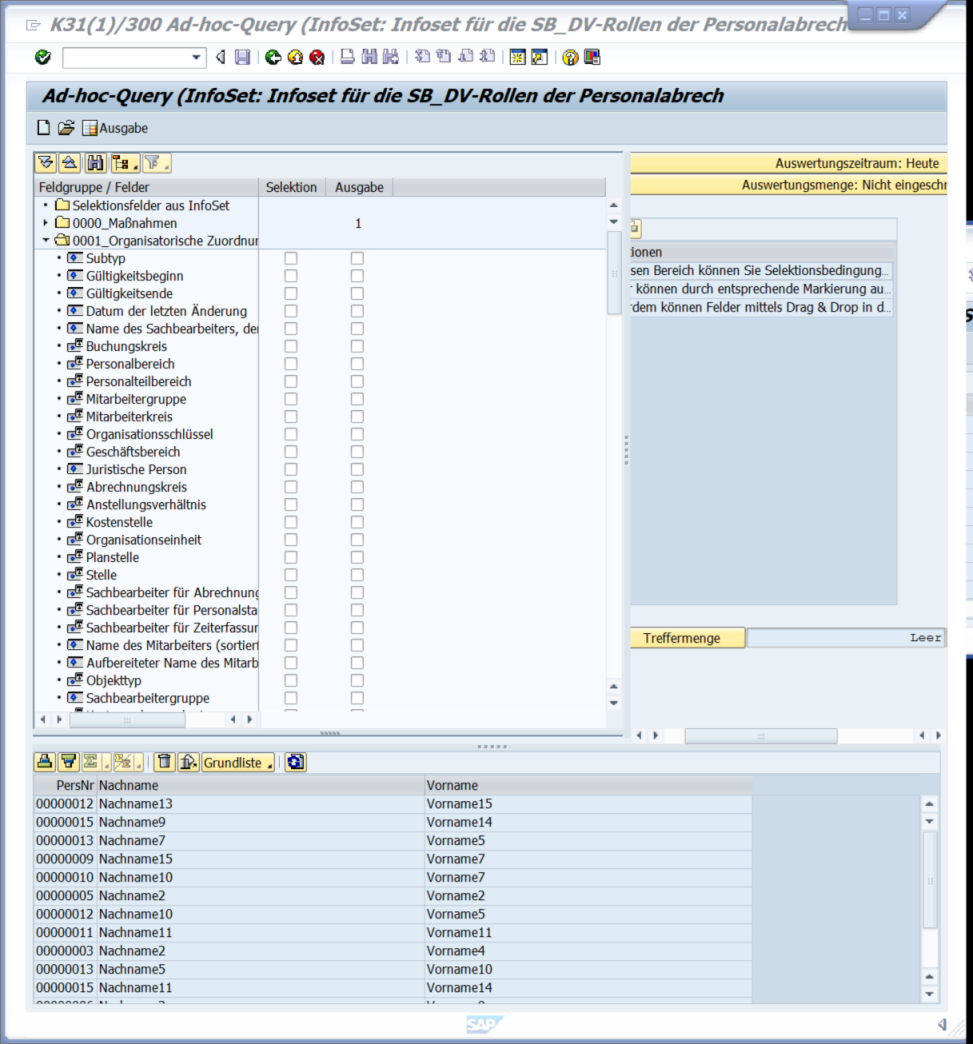 K31(1)/300 Ad-hoc-Query (InfoSet: Infoset für die SB_DV-Rollen der Personalabrech
Ad-hoc-Query (InfoSet: Infoset für die SB_DV-Rollen der Personalabrech
Ausgabe
Auswertungszeitraum: Heute
Auswertungsmenge: Nicht eingeschr
Feldgruppe / Felder Selektion Ausgabe
Selektionsfelder aus InfoSet
0000_Maßnahmen 1
0001_Organisatorische Zuordnur
Subtyp
Gültigkeitsbeginn
Gültigkeitsende
Datum der letzten Änderung
Name des Sachbearbeiters, der
Buchungskreis
Personalbereich
Personalteilbereich
Mitarbeitergruppe
Mitarbeiterkreis
Organisationsschlüssel
Geschäftsbereich
Juristische Person
Abrechnungskreis
Anstellungsverhältnis
Kostenstelle
Organisationseinheit
Planstelle
Stelle
Sachbearbeiter für Abrechnung
Sachbearbeiter für Personalsta
Sachbearbeiter für Zeiterfassur
Name des Mitarbeiters (sortierf
Aufbereiteter Name des Mitarb
Objekttyp
Sachbearbeitergruppe
ionen
sen Bereich können Sie Selektionsbedingung...
r können durch entsprechende Markierung au...
rdem können Felder mittels Drag & Drop in d...
Treffermenge Leer
Grundliste
PersNr Nachname Vorname
00000012 Nachname13 Vorname15
00000015 Nachname9 Vorname14
00000013 Nachname7 Vorname5
00000009 Nachname15 Vorname7
00000010 Nachname10 Vorname7
00000005 Nachname2 Vorname2
00000012 Nachname10 Vorname5
00000011 Nachname11 Vorname11
00000003 Nachname2 Vorname4
00000013 Nachname5 Vorname10
00000015 Nachname11 Vorname14
SAP